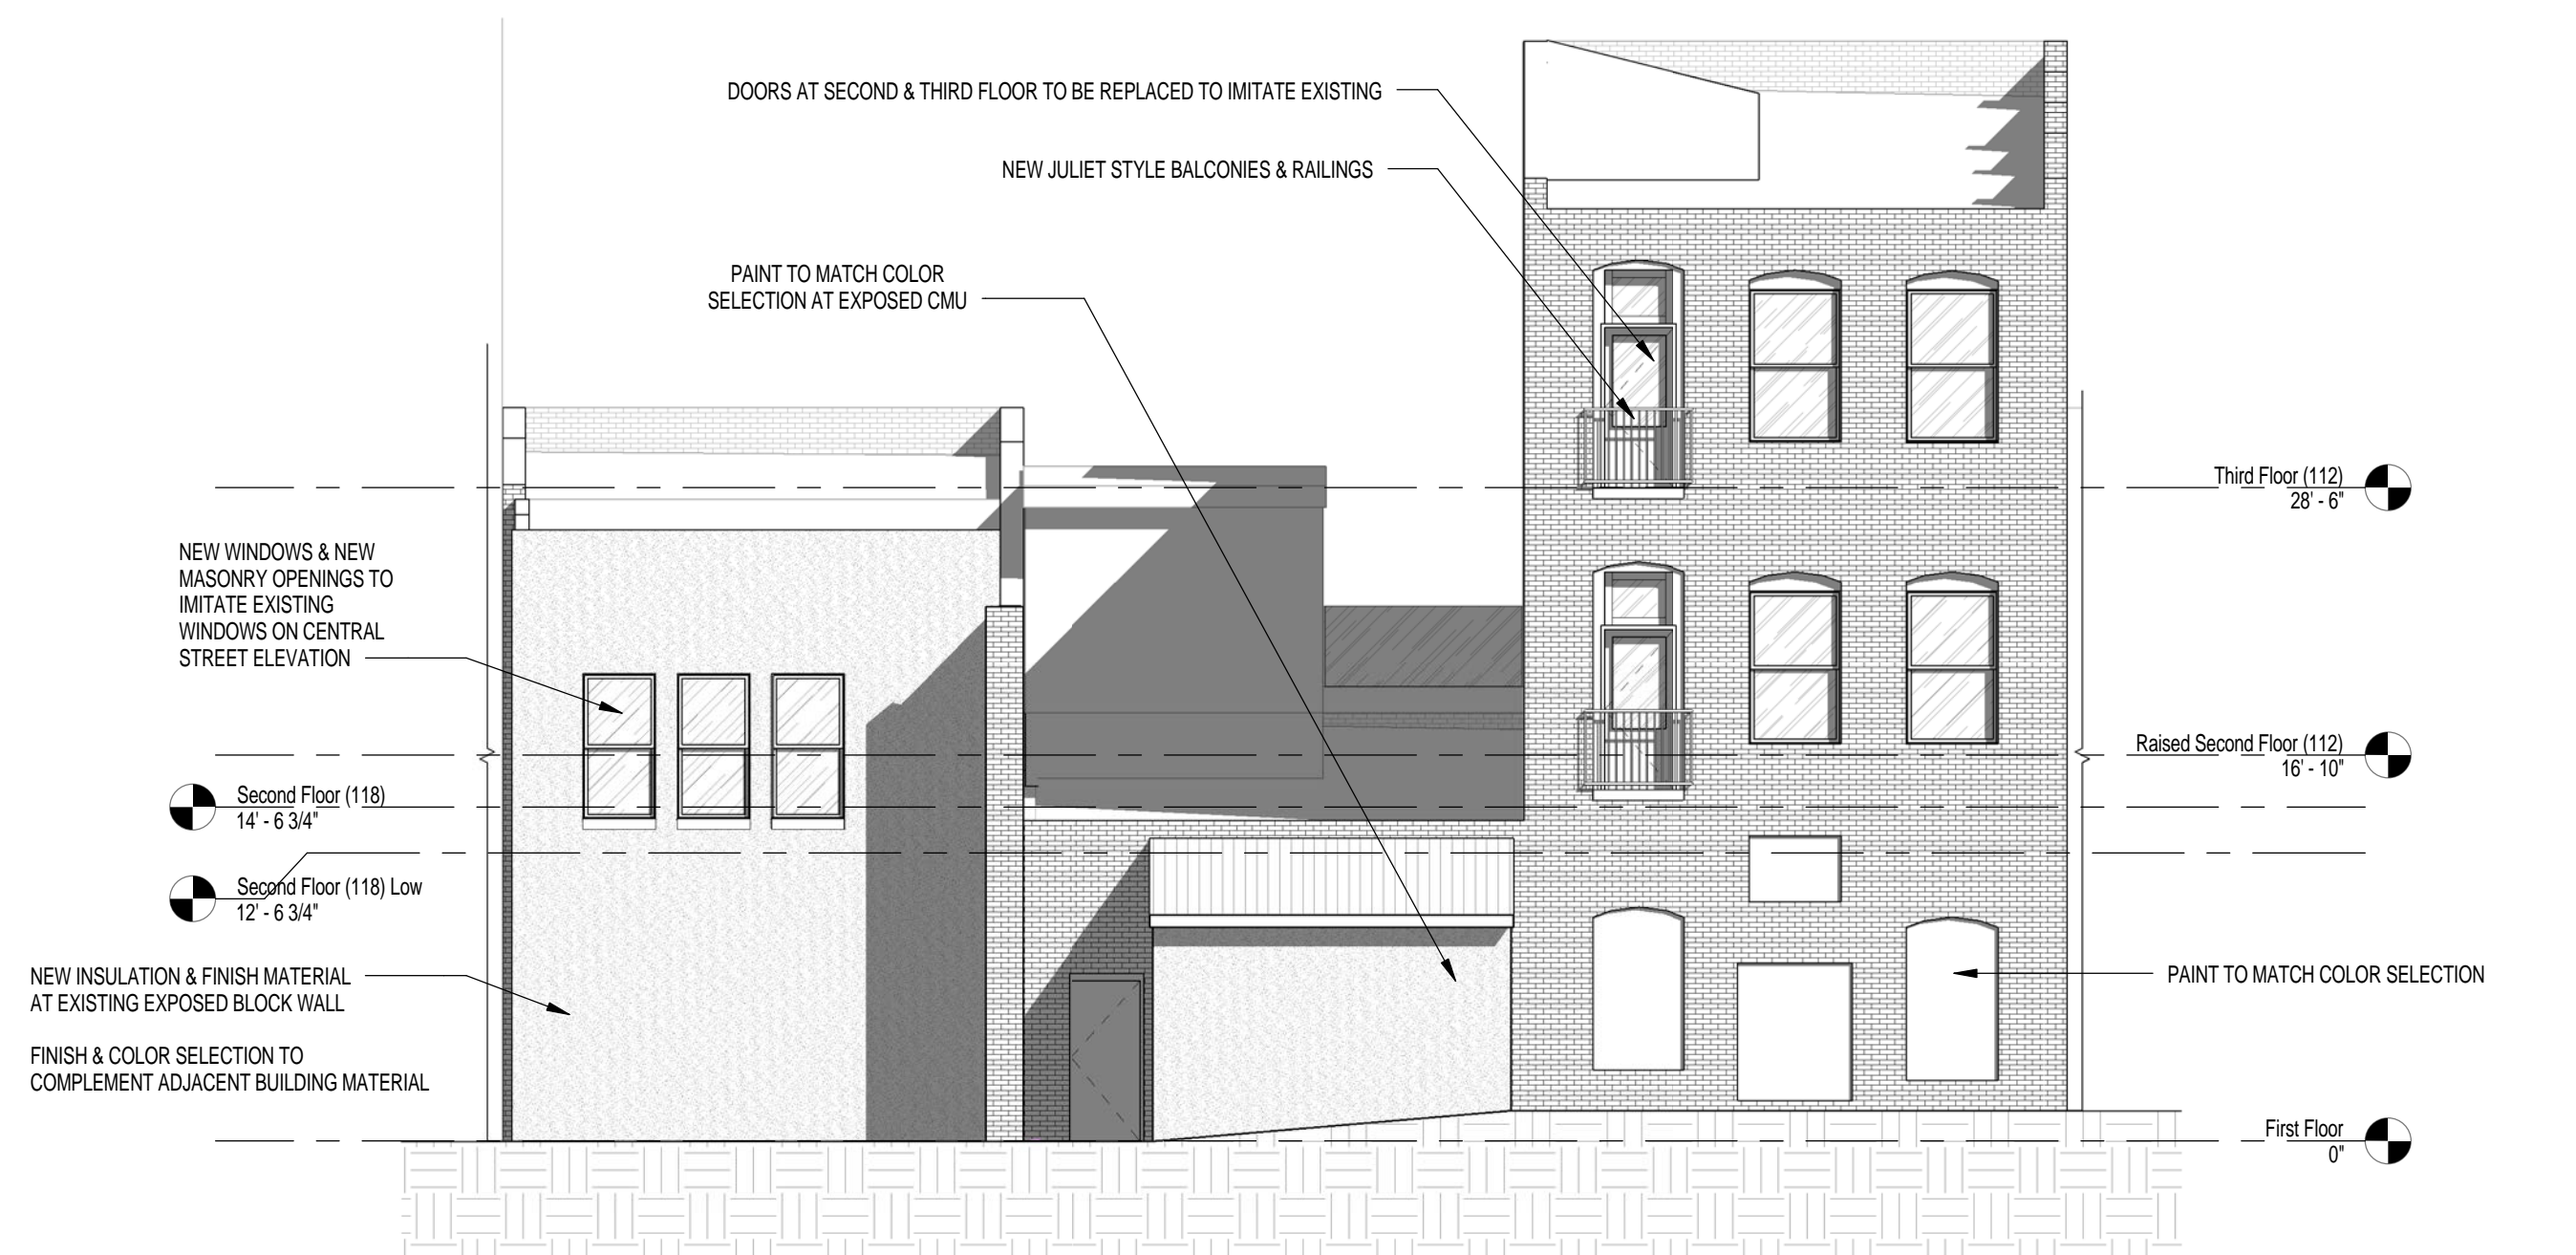 DOORS AT SECOND & THIRD FLOOR TO BE REPLACED TO IMITATE EXISTING
NEW JULIET STYLE BALCONIES & RAILINGS
PAINT TO MATCH COLOR
SELECTION AT EXPOSED CMU
NEW WINDOWS & NEW
MASONRY OPENINGS TO
IMITATE EXISTING
WINDOWS ON CENTRAL
STREET ELEVATION
Second Floor (118)
14' - 6 3/4"
Second Floor (118) Low
12' - 6 3/4"
NEW INSULATION & FINISH MATERIAL
AT EXISTING EXPOSED BLOCK WALL
FINISH & COLOR SELECTION TO
COMPLEMENT ADJACENT BUILDING MATERIAL
Third Floor (112)
28' - 6"
Raised Second Floor (112)
16' - 10"
PAINT TO MATCH COLOR SELECTION
First Floor
0"